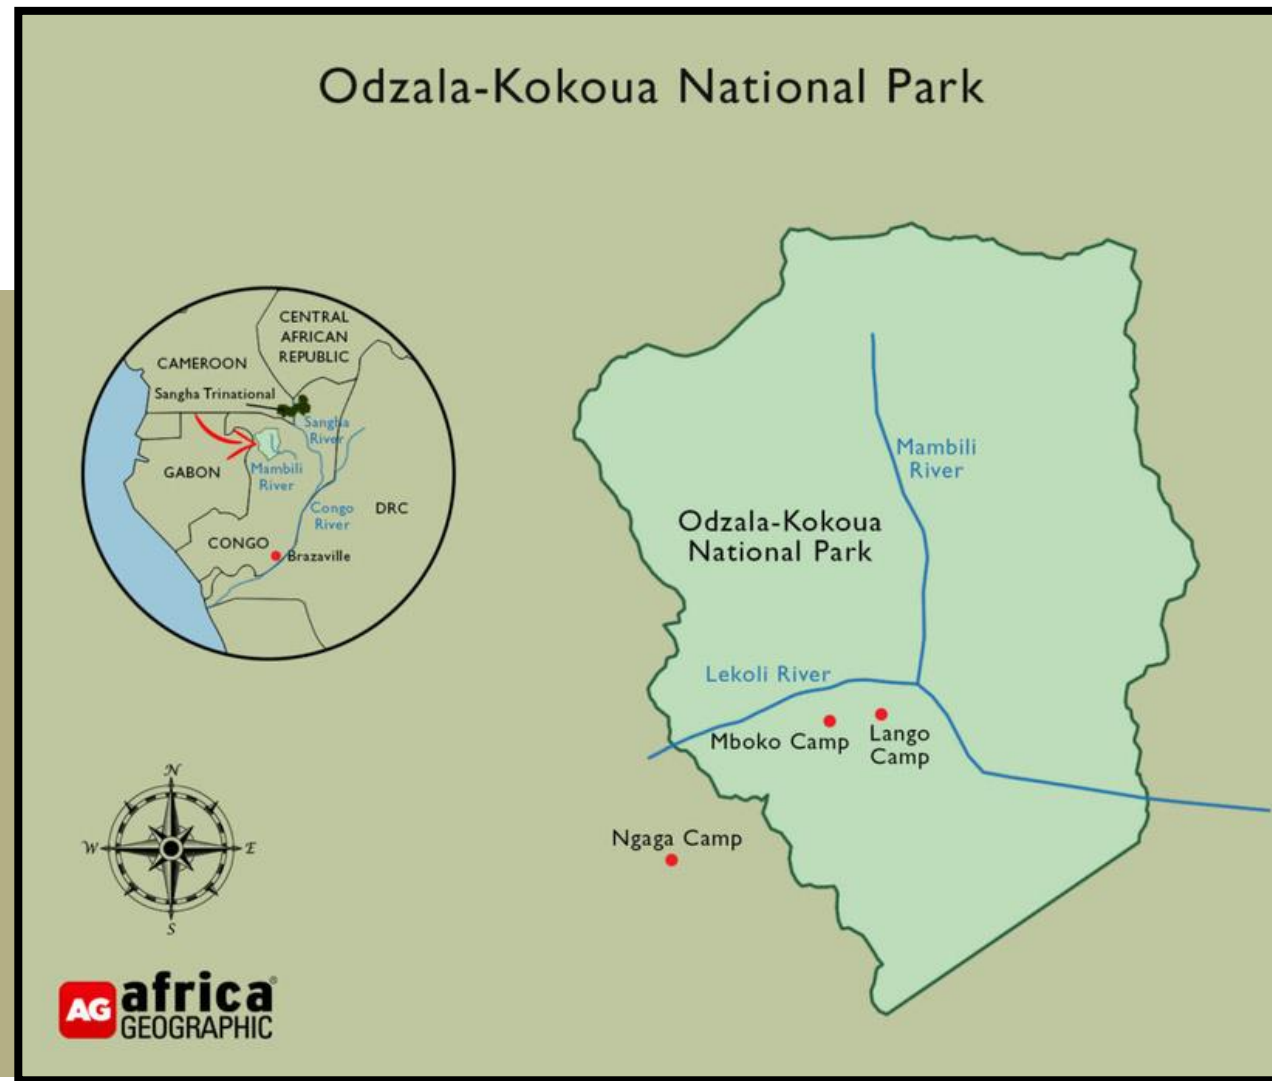 Odzala-Kokoua National Park
CENTRAL
AFRICAN
REPUBLIC
CAMEROON
Sangha Trinational
Sangha
River
GABON
Mambili
River
Congo
River
DRC
CONGO
Brazaville
Mambili
River
Odzala-Kokoua
National Park
Lekoli River
Mboko Camp
Lango
Camp
Ngaga Camp
N
W
E
S
AG africa®
GEOGRAPHIC